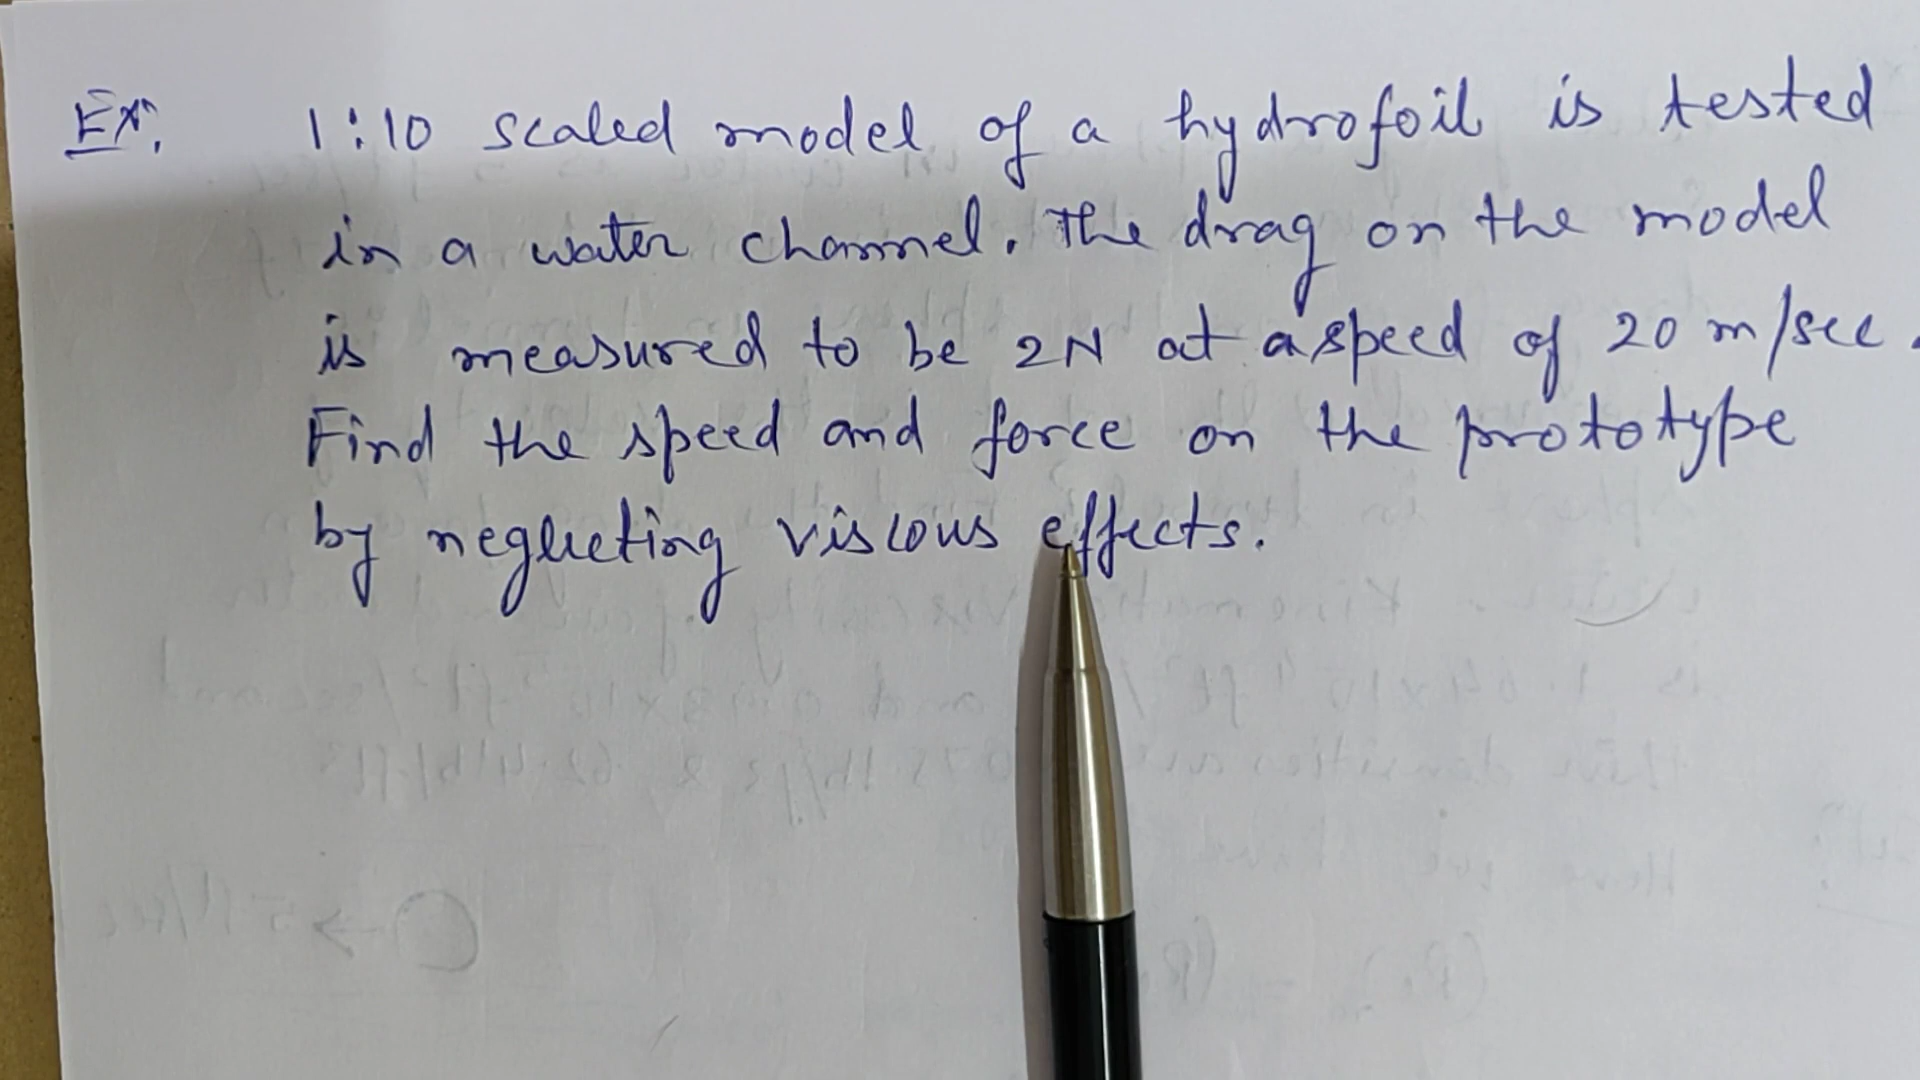 Exn. 1:10 scaled model of a hydrofoil is tested
in a water channel. The drag on the model
is measured to be 2N at a speed of 20 m/sec.
Find the speed and force on the prototype
by neglecting viscous effects.